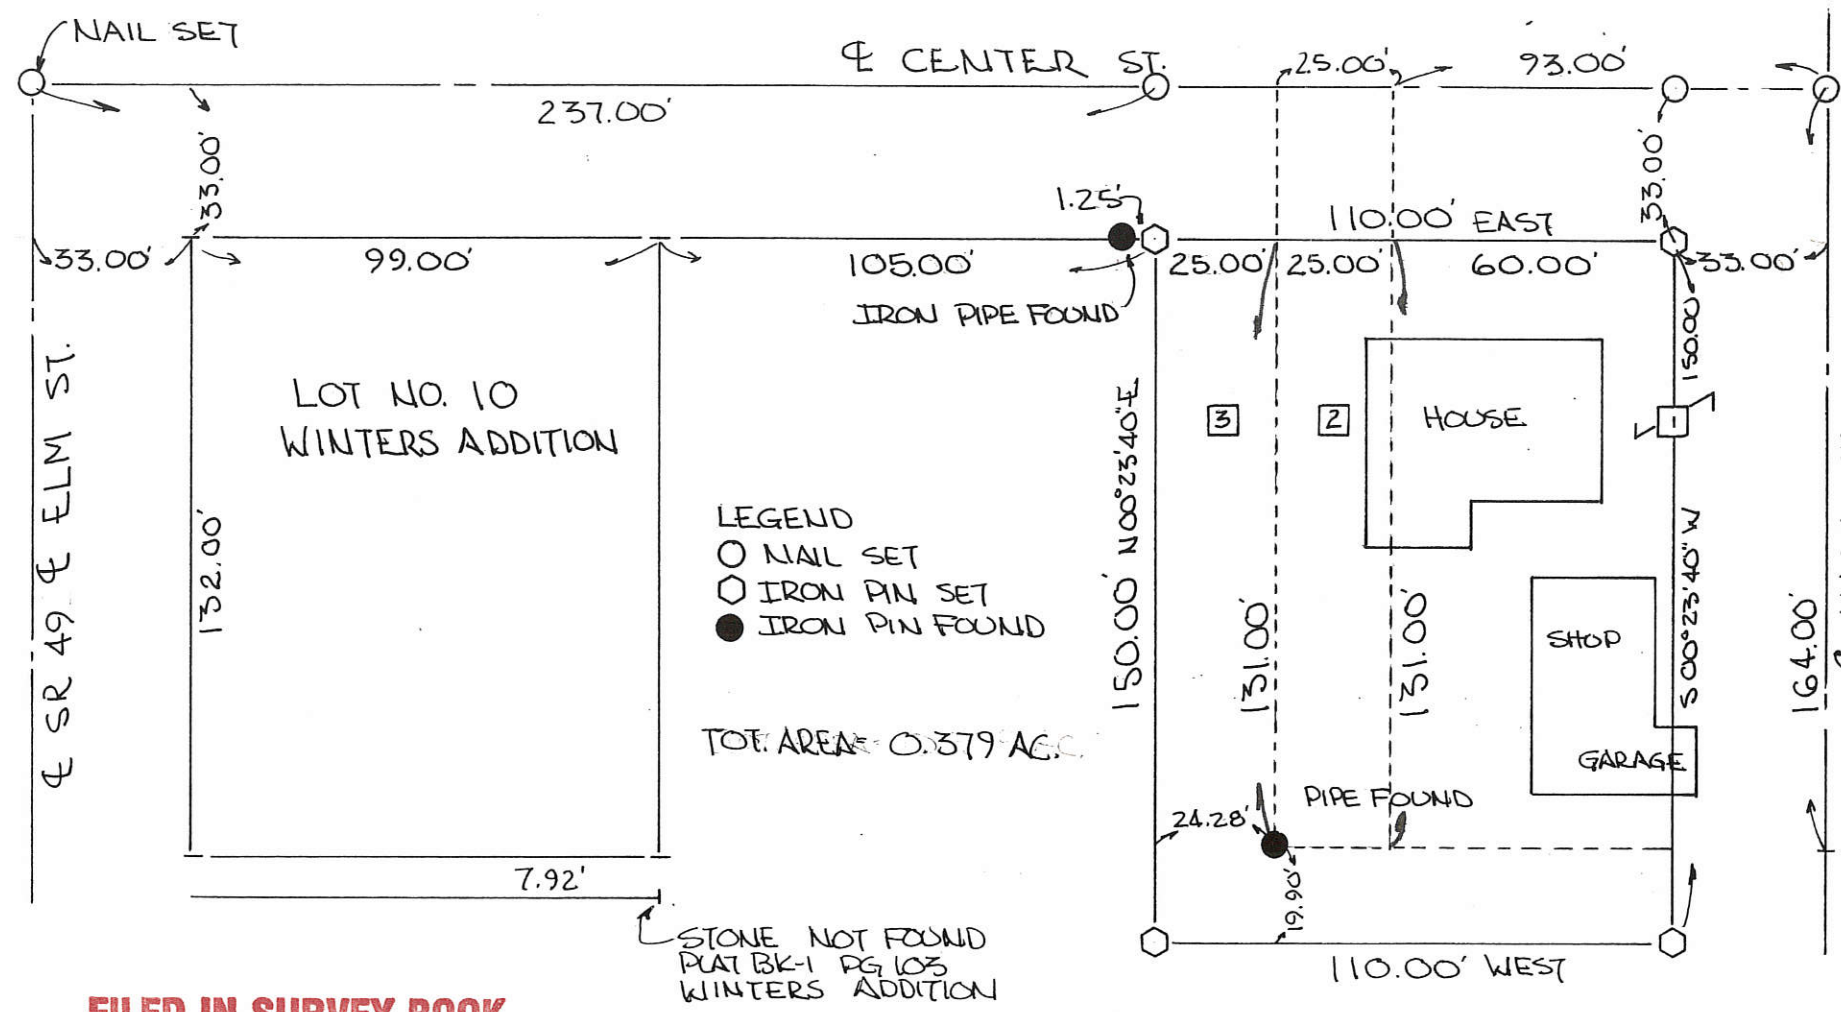 NAIL SET
℄ CENTER ST.
25.00'
93.00'
237.00'
33.00'
33.00'
1.25'
110.00' EAST
33.00'
99.00'
105.00'
25.00'
25.00'
60.00'
33.00'
IRON PIPE FOUND
150.00
℄ SR 49 ℄ ELM ST.
LOT NO. 10
WINTERS ADDITION
132.00'
LEGEND
NAIL SET
IRON PIN SET
IRON PIN FOUND
TOT. AREA= 0.379 AC.
150.00' N00°23'40"E
3
2
HOUSE
1
131.00'
131.00'
S 00°23'40" W
SHOP
GARAGE
164.00'
PIPE FOUND
24.28'
19.90'
7.92'
STONE NOT FOUND
PLAT BK-1 PG 103
WINTERS ADDITION
110.00' WEST
FILED IN SURVEY BOOK